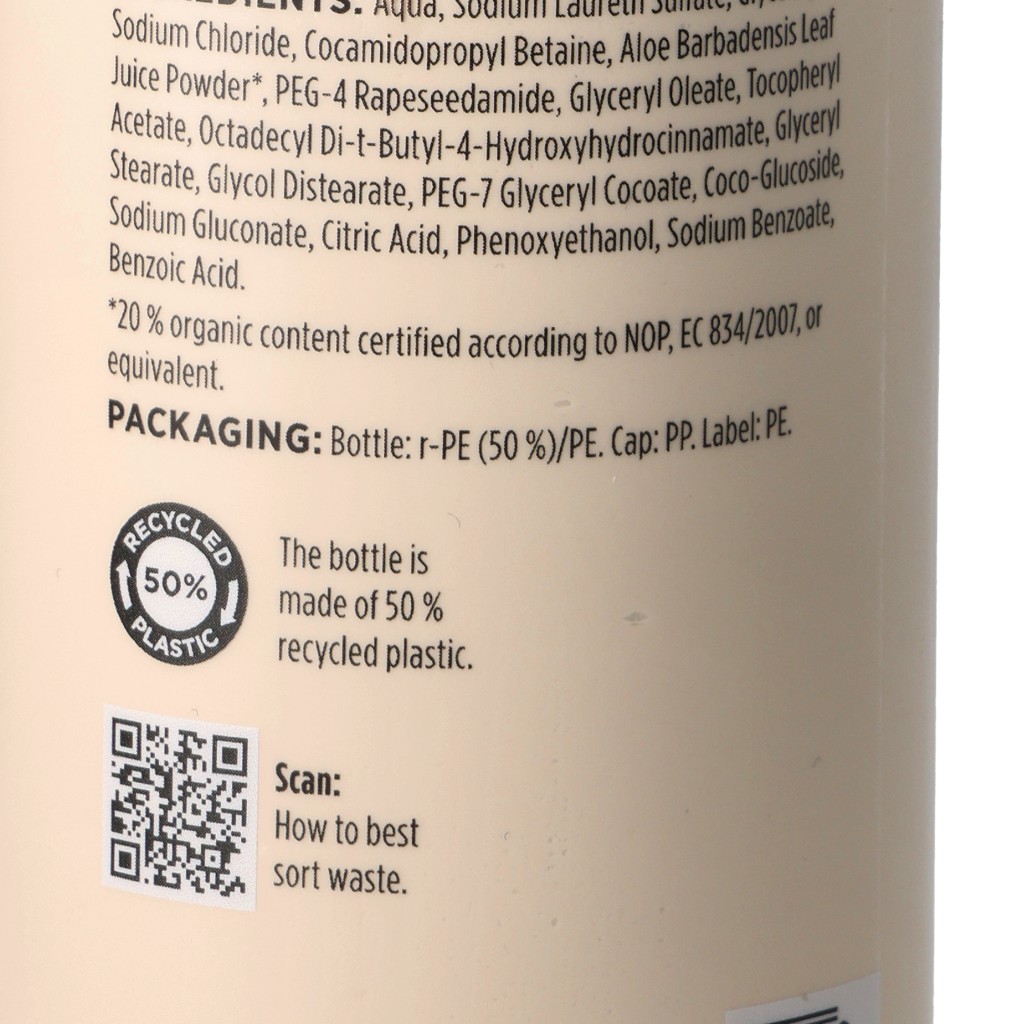 Aqua, Sodium Laureth Sulfate,
Sodium Chloride, Cocamidopropyl Betaine, Aloe Barbadensis Leaf
Juice Powder*, PEG-4 Rapeseedamide, Glyceryl Oleate, Tocopheryl
Acetate, Octadecyl Di-t-Butyl-4-Hydroxyhydrocinnamate, Glyceryl
Stearate, Glycol Distearate, PEG-7 Glyceryl Cocoate, Coco-Glucoside,
Sodium Gluconate, Citric Acid, Phenoxyethanol, Sodium Benzoate,
Benzoic Acid.
*20 % organic content certified according to NOP, EC 834/2007, or
equivalent.
PACKAGING: Bottle: r-PE (50 %)/PE. Cap: PP. Label: PE.
RECYCLED
50%
PLASTIC
The bottle is
made of 50 %
recycled plastic.
Scan:
How to best
sort waste.